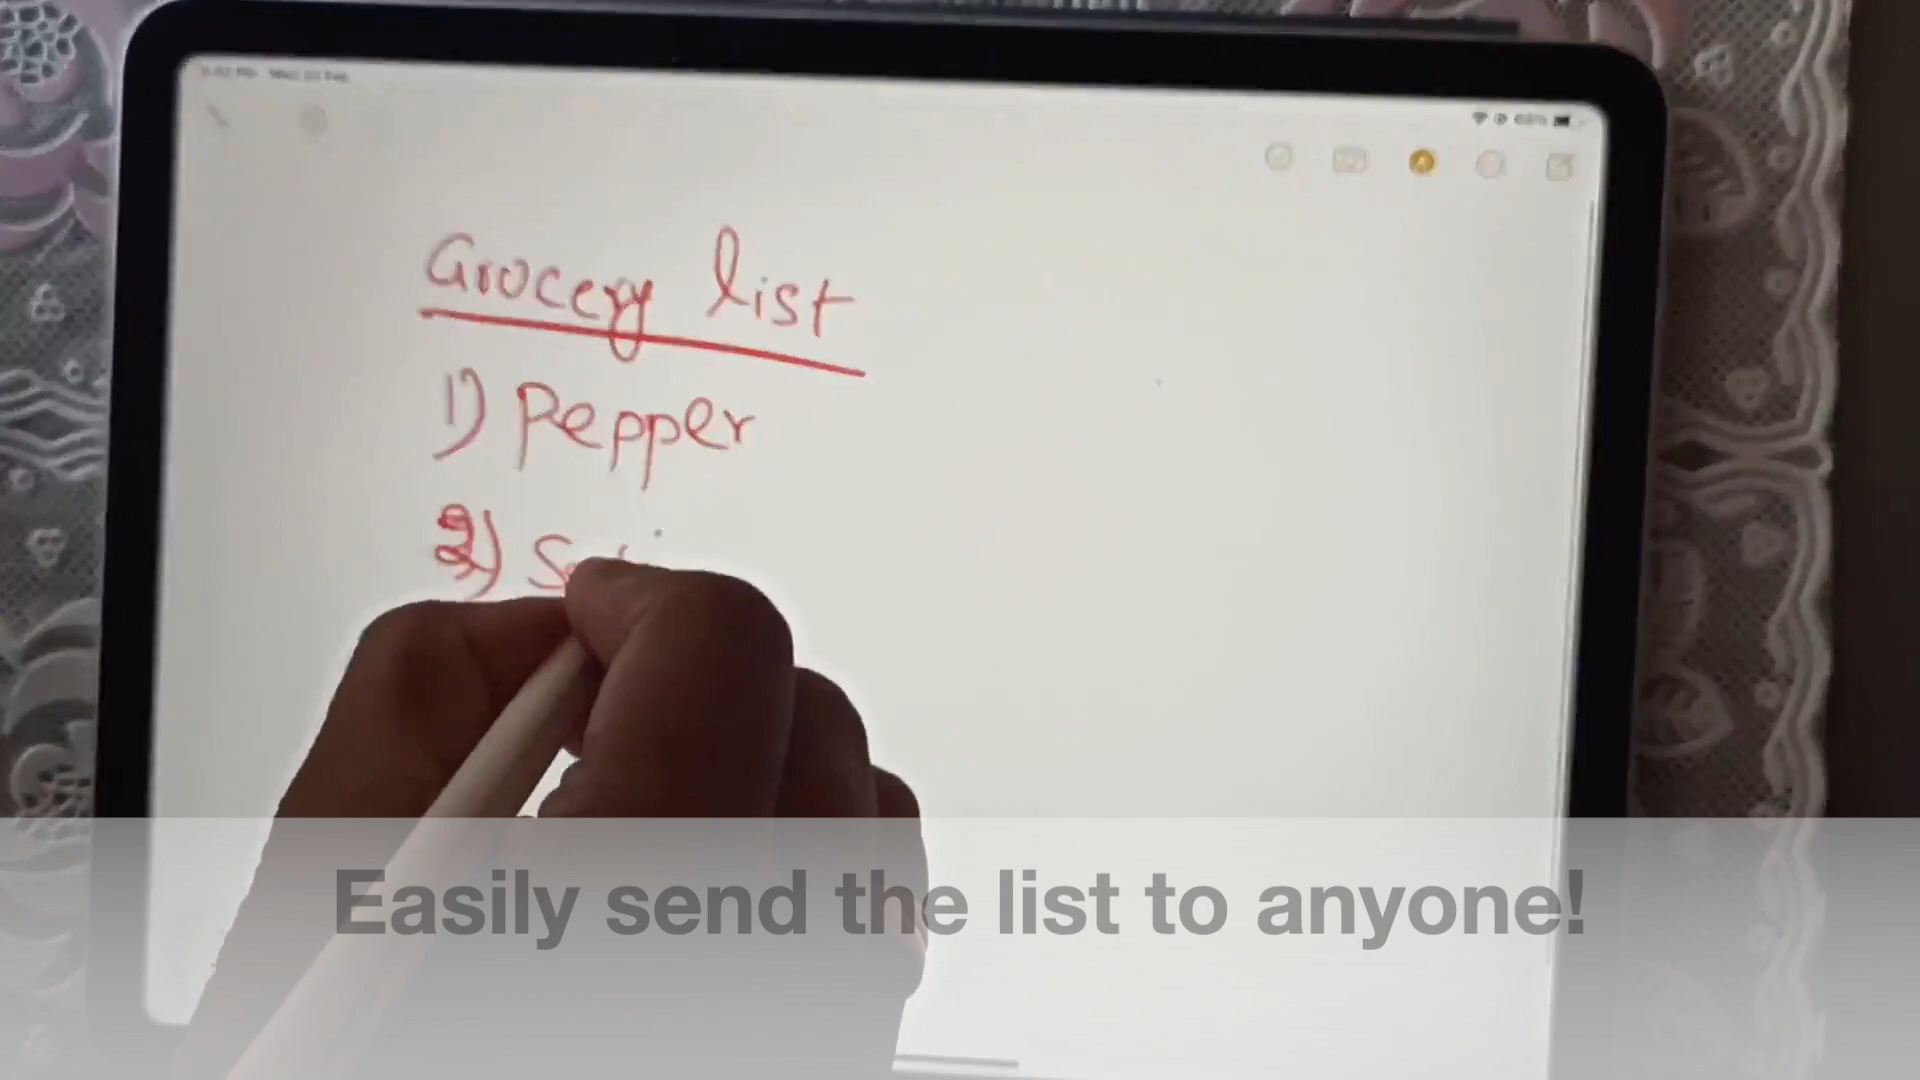 Grocery list
1) Pepper
2)
Easily send the list to anyone!